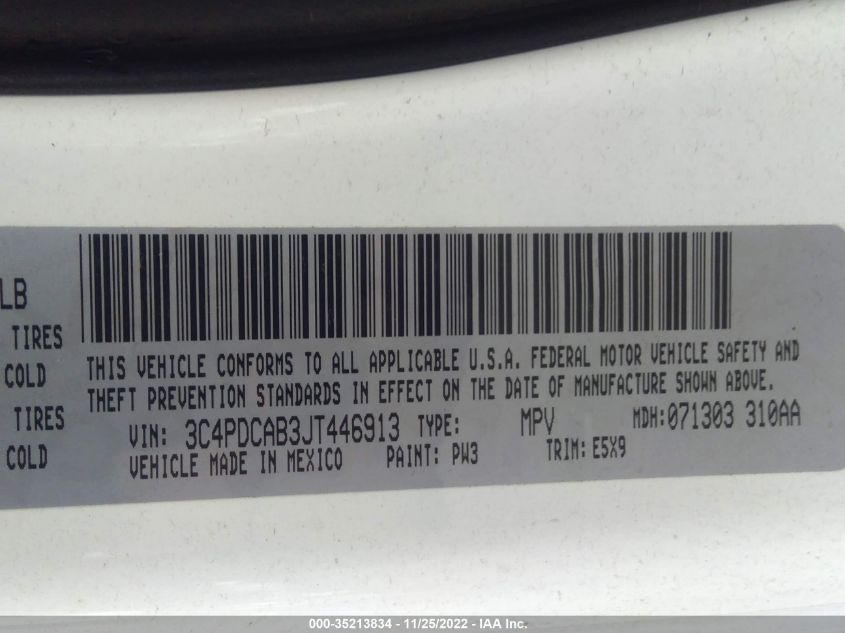 LB
TIRES
COLD
TIRES
COLD
THIS VEHICLE CONFORMS TO ALL APPLICABLE U.S.A. FEDERAL MOTOR VEHICLE SAFETY AND
THEFT PREVENTION STANDARDS IN EFFECT ON THE DATE OF MANUFACTURE SHOWN ABOVE.
VIN: 3C4PDCAB3JT446913 TYPE: MPV MDH:071303 310AA
VEHICLE MADE IN MEXICO PAINT: PW3 TRIM: E5X9
000-35213834 - 11/25/2022 - IAA Inc.